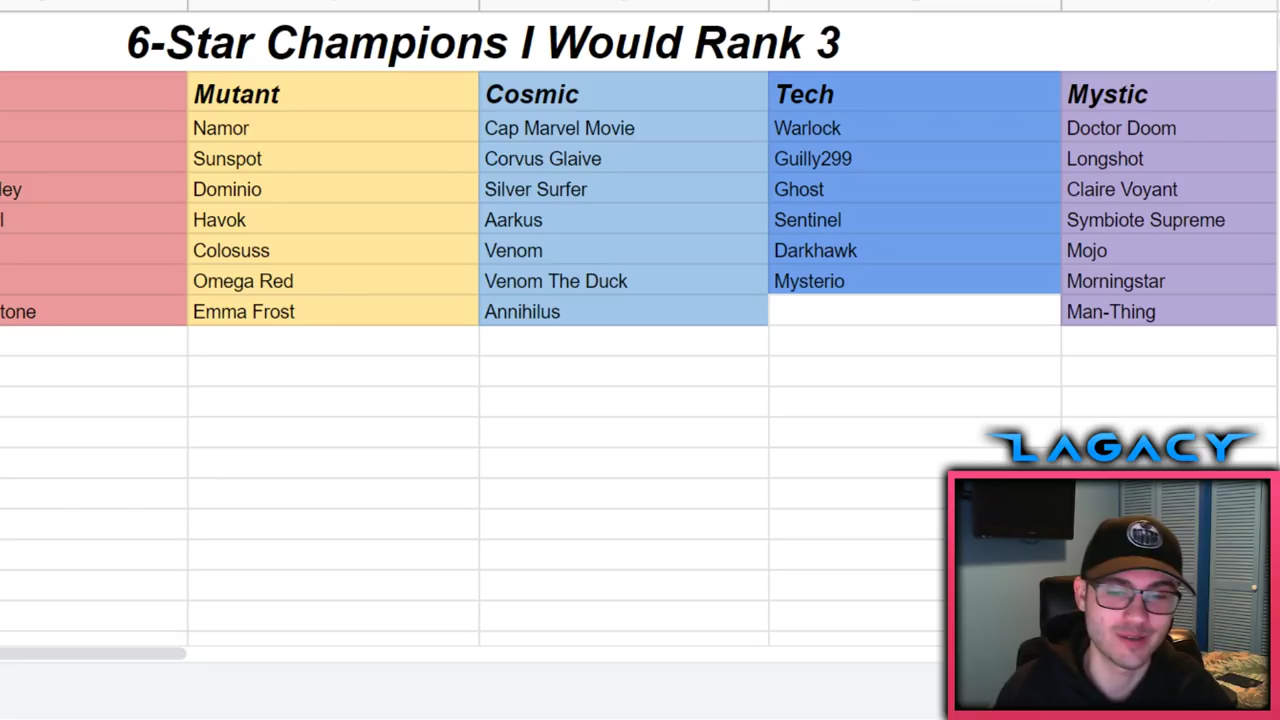 6-Star Champions I Would Rank 3
Mutant Cosmic Tech Mystic
Namor Cap Marvel Movie Warlock Doctor Doom
Sunspot Corvus Glaive Guilly299 Longshot
ley Dominio Silver Surfer Ghost Claire Voyant
l Havok Aarkus Sentinel Symbiote Supreme
Colosuss Venom Darkhawk Mojo
Omega Red Venom The Duck Mysterio Morningstar
tone Emma Frost Annihilus Man-Thing
LAGACY